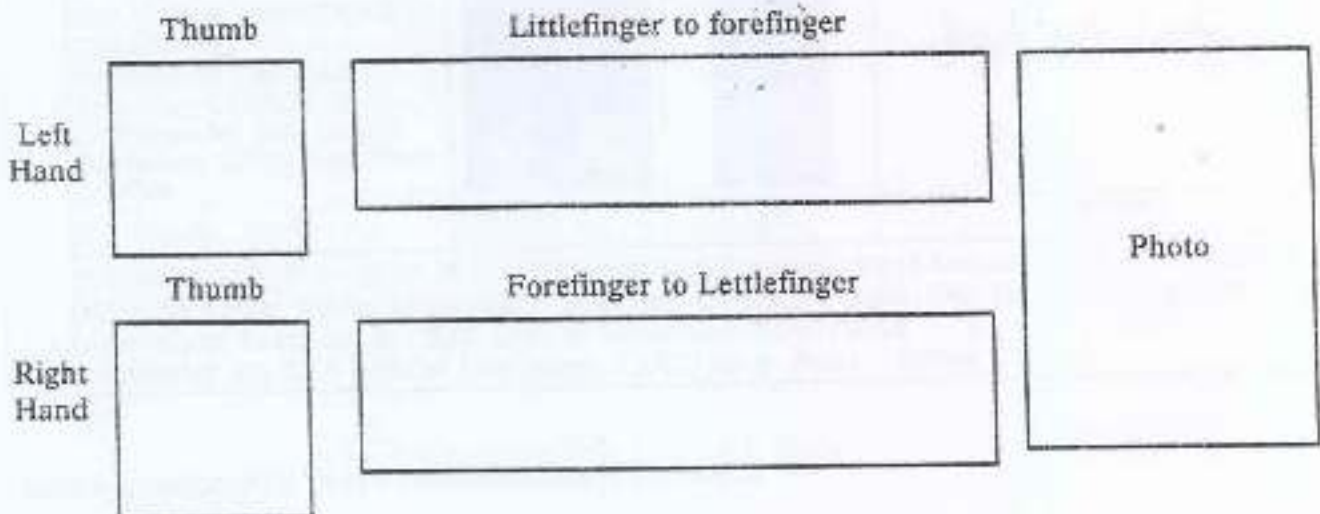 Thumb
Littlefinger to forefinger
Left
Hand
Photo
Thumb
Forefinger to Lettlefinger
Right
Hand